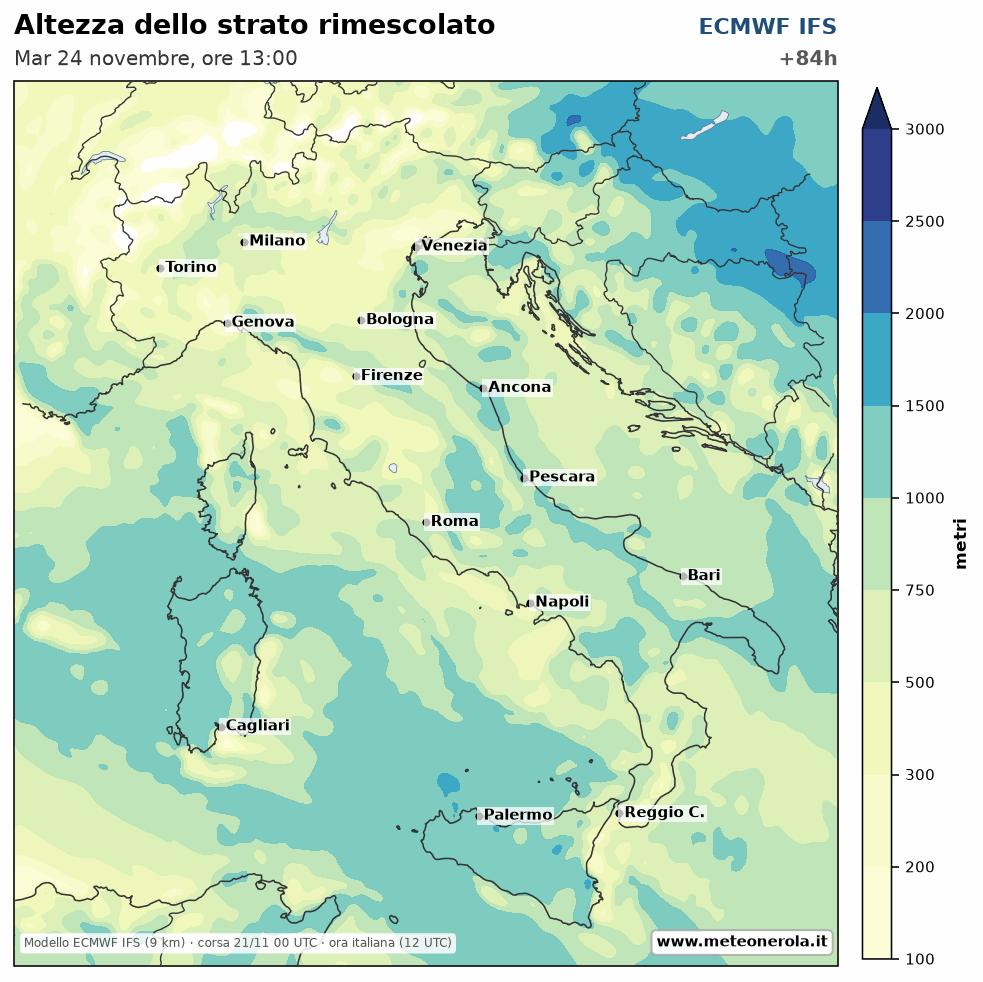 Altezza dello strato rimescolato
ECMWF IFS
Mar 24 novembre, ore 13:00
+84h
Milano
Venezia
Torino
Genova
Bologna
Firenze
Ancona
Pescara
Roma
Bari
Napoli
Cagliari
Palermo
Reggio C.
3000
2500
2000
1500
1000
750
500
300
200
100
metri
Modello ECMWF IFS (9 km) · corsa 21/11 00 UTC · ora italiana (12 UTC)
www.meteonerola.it